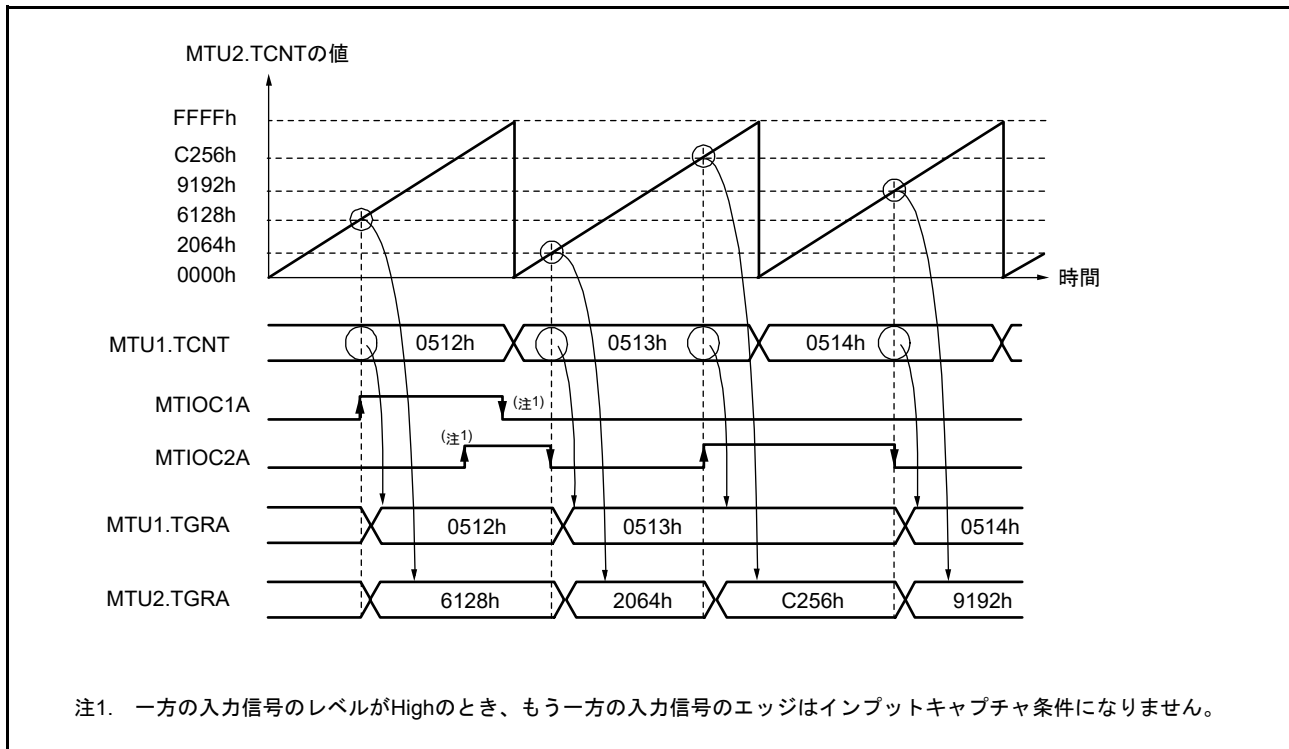 MTU2.TCNTの値
FFFFh
C256h
9192h
6128h
2064h
0000h
時間
MTU1.TCNT
0512h
0513h
0514h
MTIOC1A
(注1)
(注1)
MTIOC2A
MTU1.TGRA
0512h
0513h
0514h
MTU2.TGRA
6128h
2064h
C256h
9192h
注1. 一方の入力信号のレベルがHighのとき、もう一方の入力信号のエッジはインプットキャプチャ条件になりません。